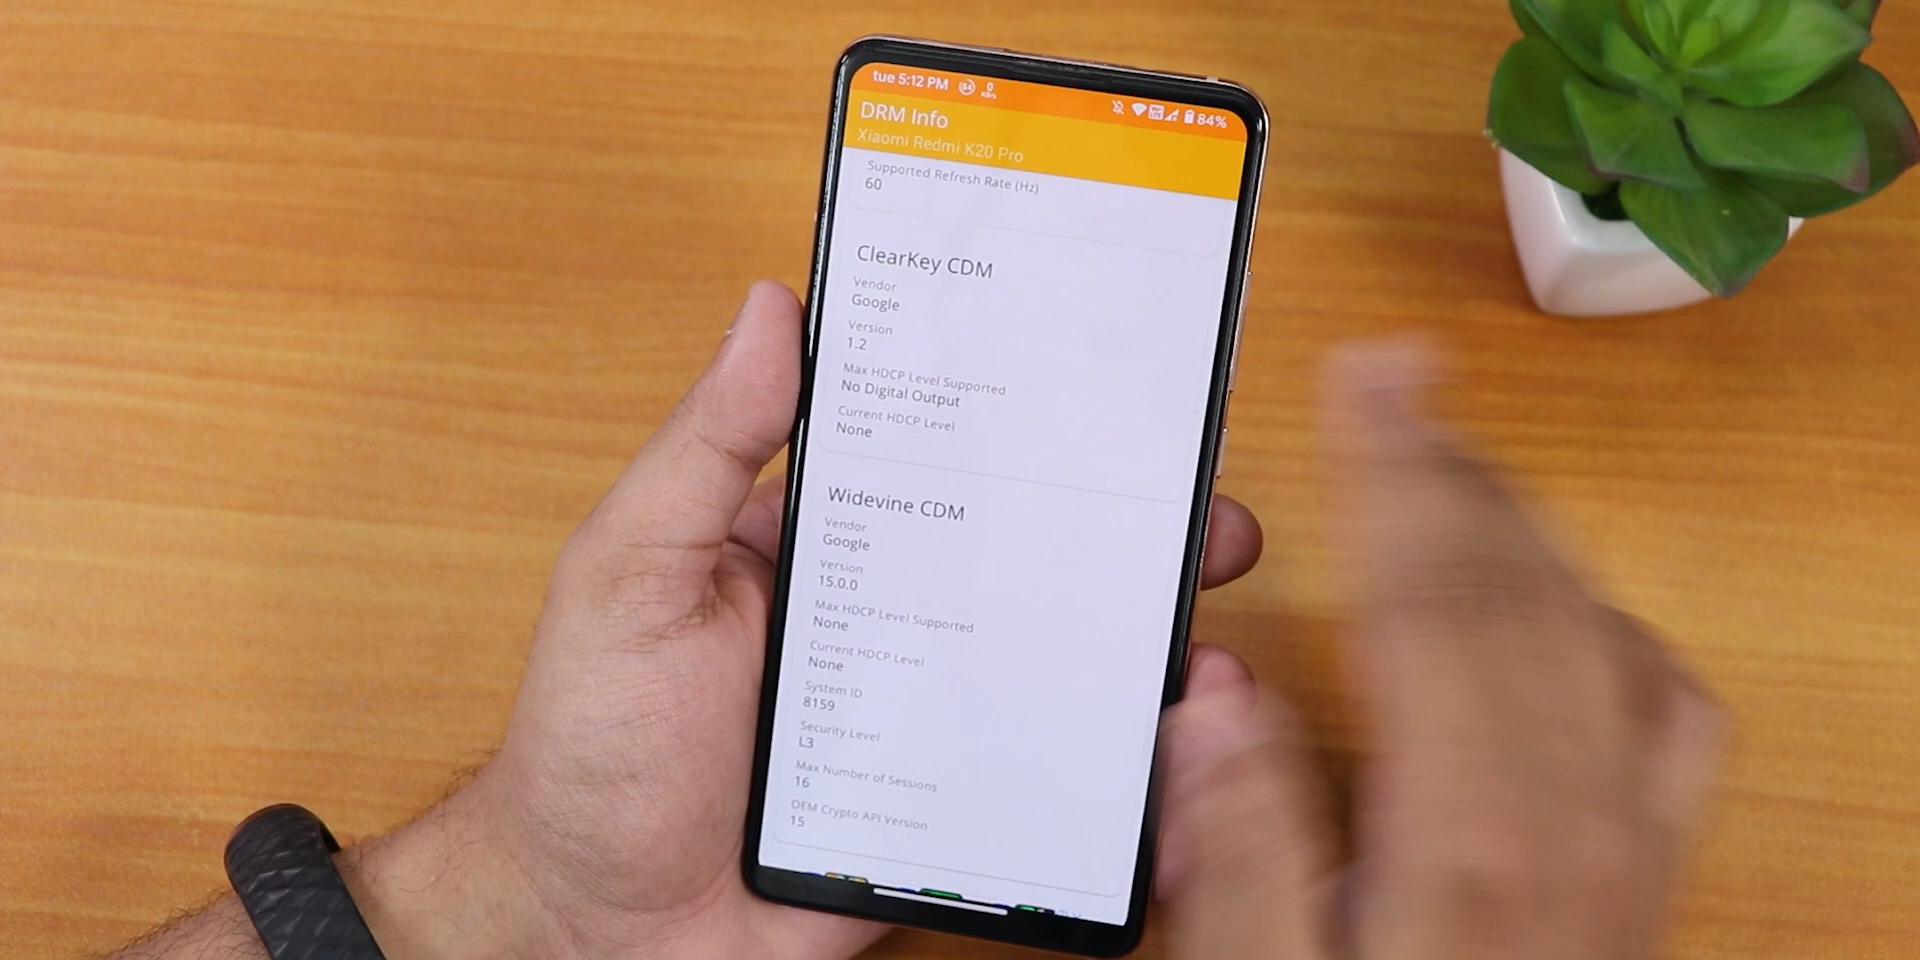 tue 5:12 PM 84 0 KB/s 84%
DRM Info
Xiaomi Redmi K20 Pro
Supported Refresh Rate (Hz)
60
ClearKey CDM
Vendor
Google
Version
1.2
Max HDCP Level Supported
No Digital Output
Current HDCP Level
None
Widevine CDM
Vendor
Google
Version
15.0.0
Max HDCP Level Supported
None
Current HDCP Level
None
System ID
8159
Security Level
L3
Max Number of Sessions
16
OEM Crypto API Version
15